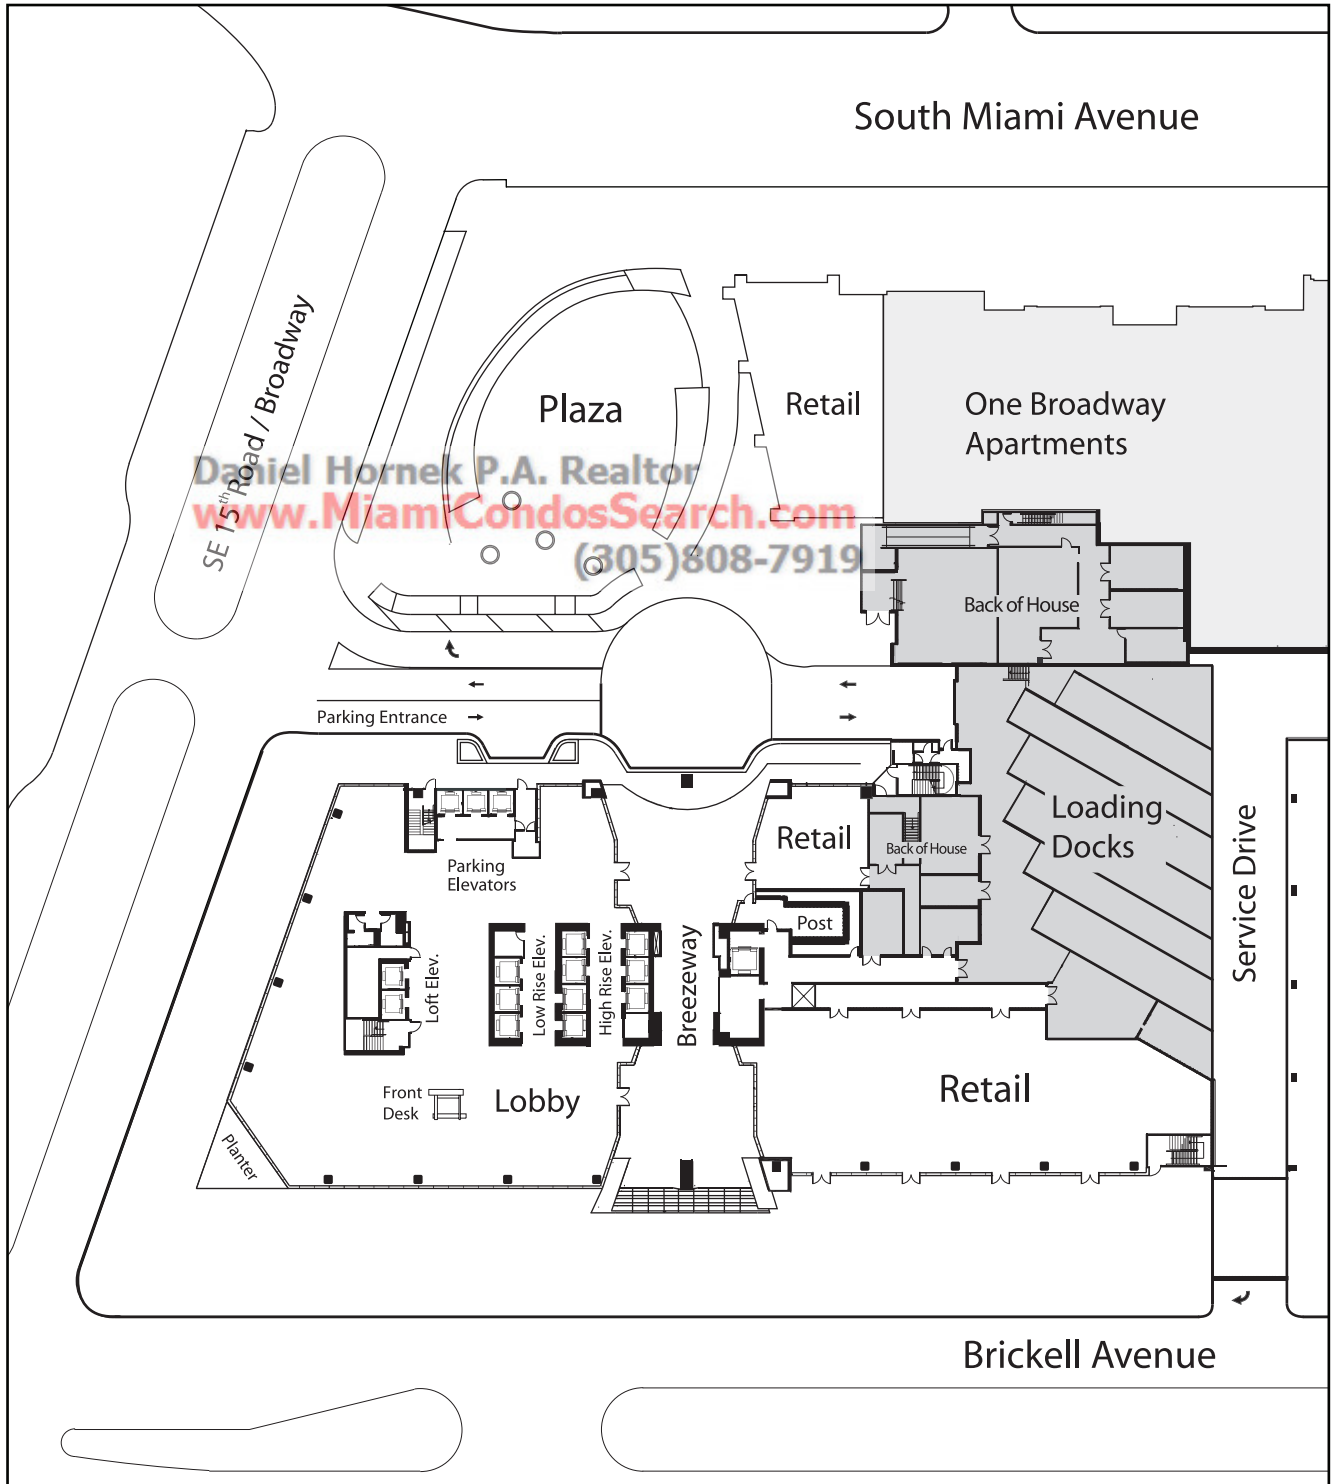 South Miami Avenue
SE 15th Road / Broadway
Plaza
Retail
One Broadway
Apartments
Daniel Hornek P.A. Realtor
www.MiamiCondosSearch.com
(305)808-7919
Back of House
Parking Entrance
Loading
Docks
Retail
Back of House
Parking
Elevators
Service Drive
Post
Loft Elev.
Low Rise Elev.
High Rise Elev.
Breezeway
Front
Desk
Lobby
Retail
Planter
Brickell Avenue